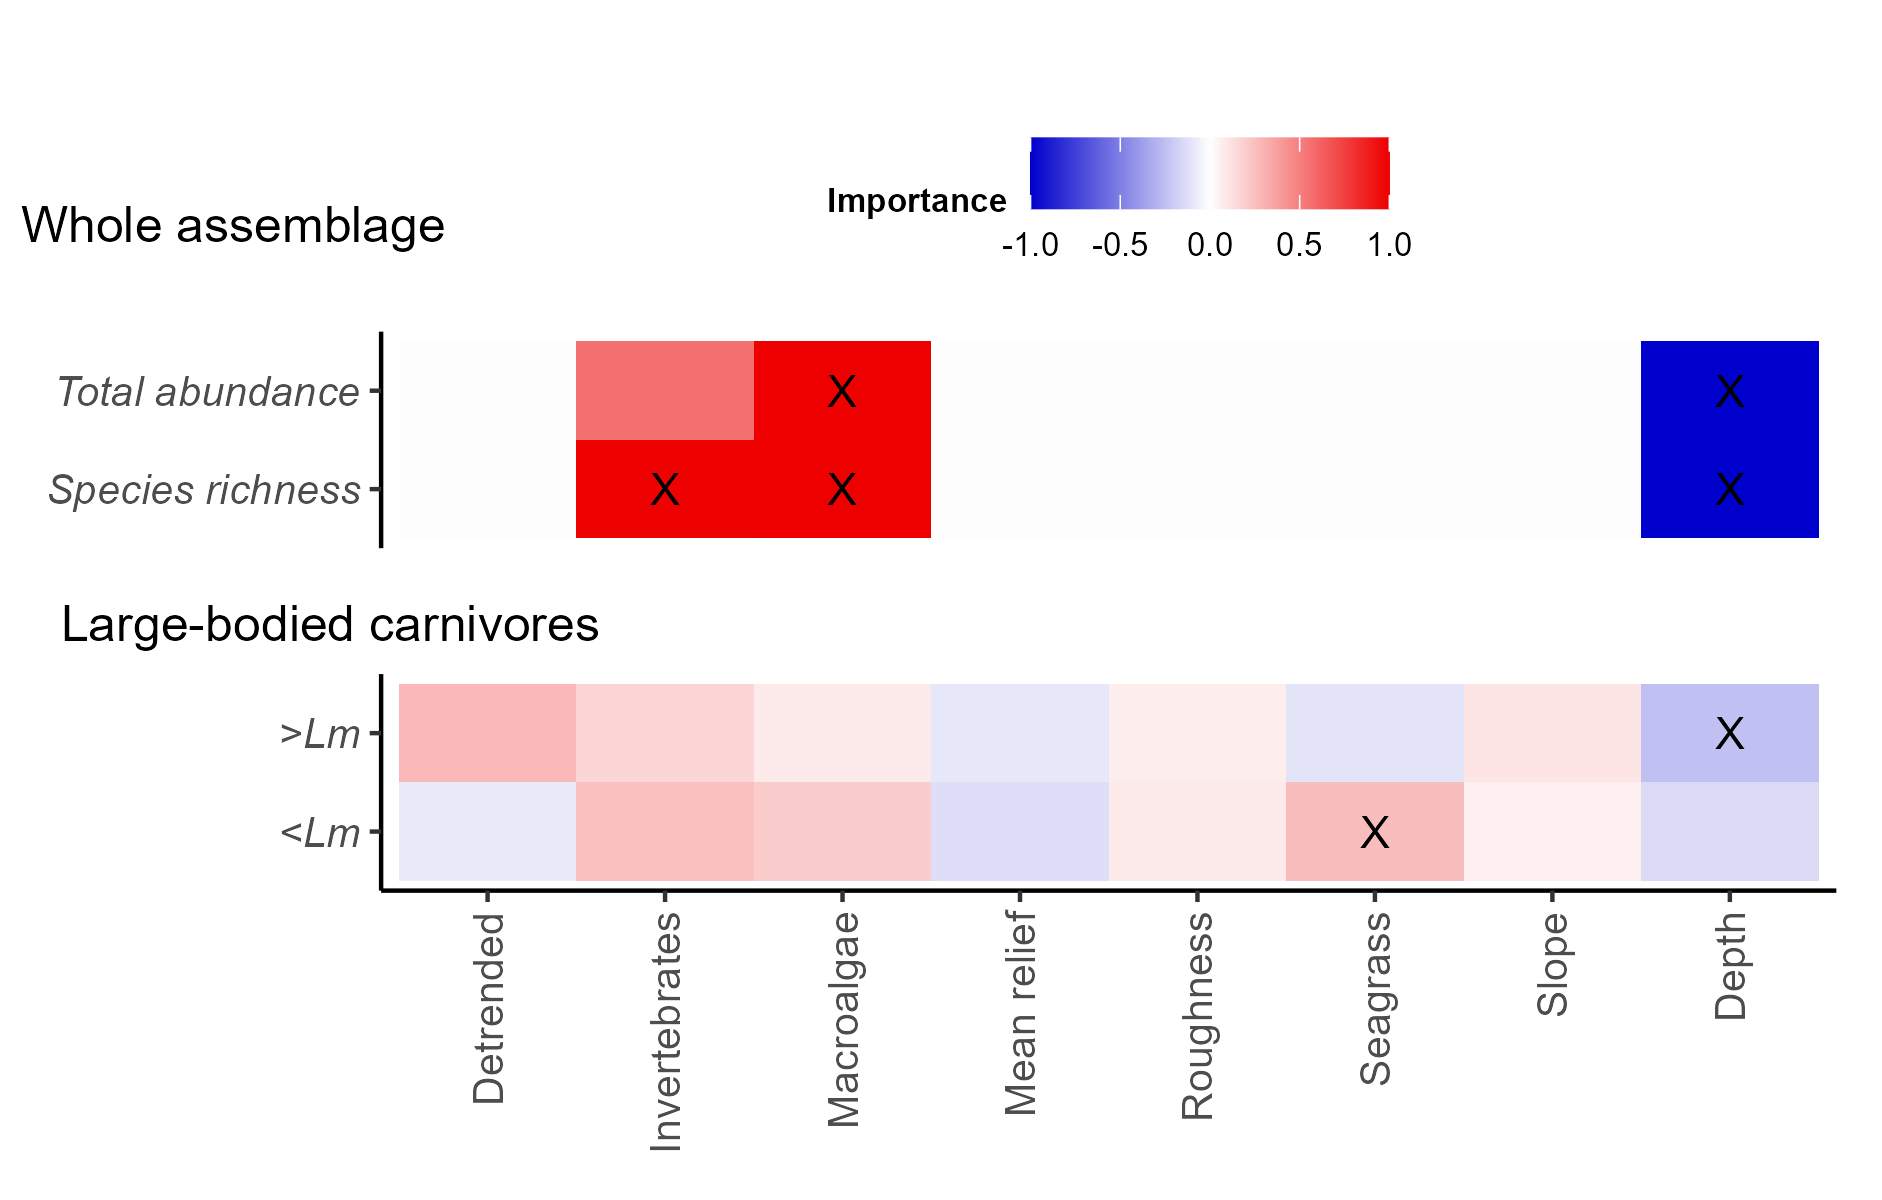 Importance
-1.0 -0.5 0.0 0.5 1.0
Whole assemblage
Total abundance X X
Species richness X X X
Large-bodied carnivores
>Lm X
<Lm X
Detrended
Invertebrates
Macroalgae
Mean relief
Roughness
Seagrass
Slope
Depth